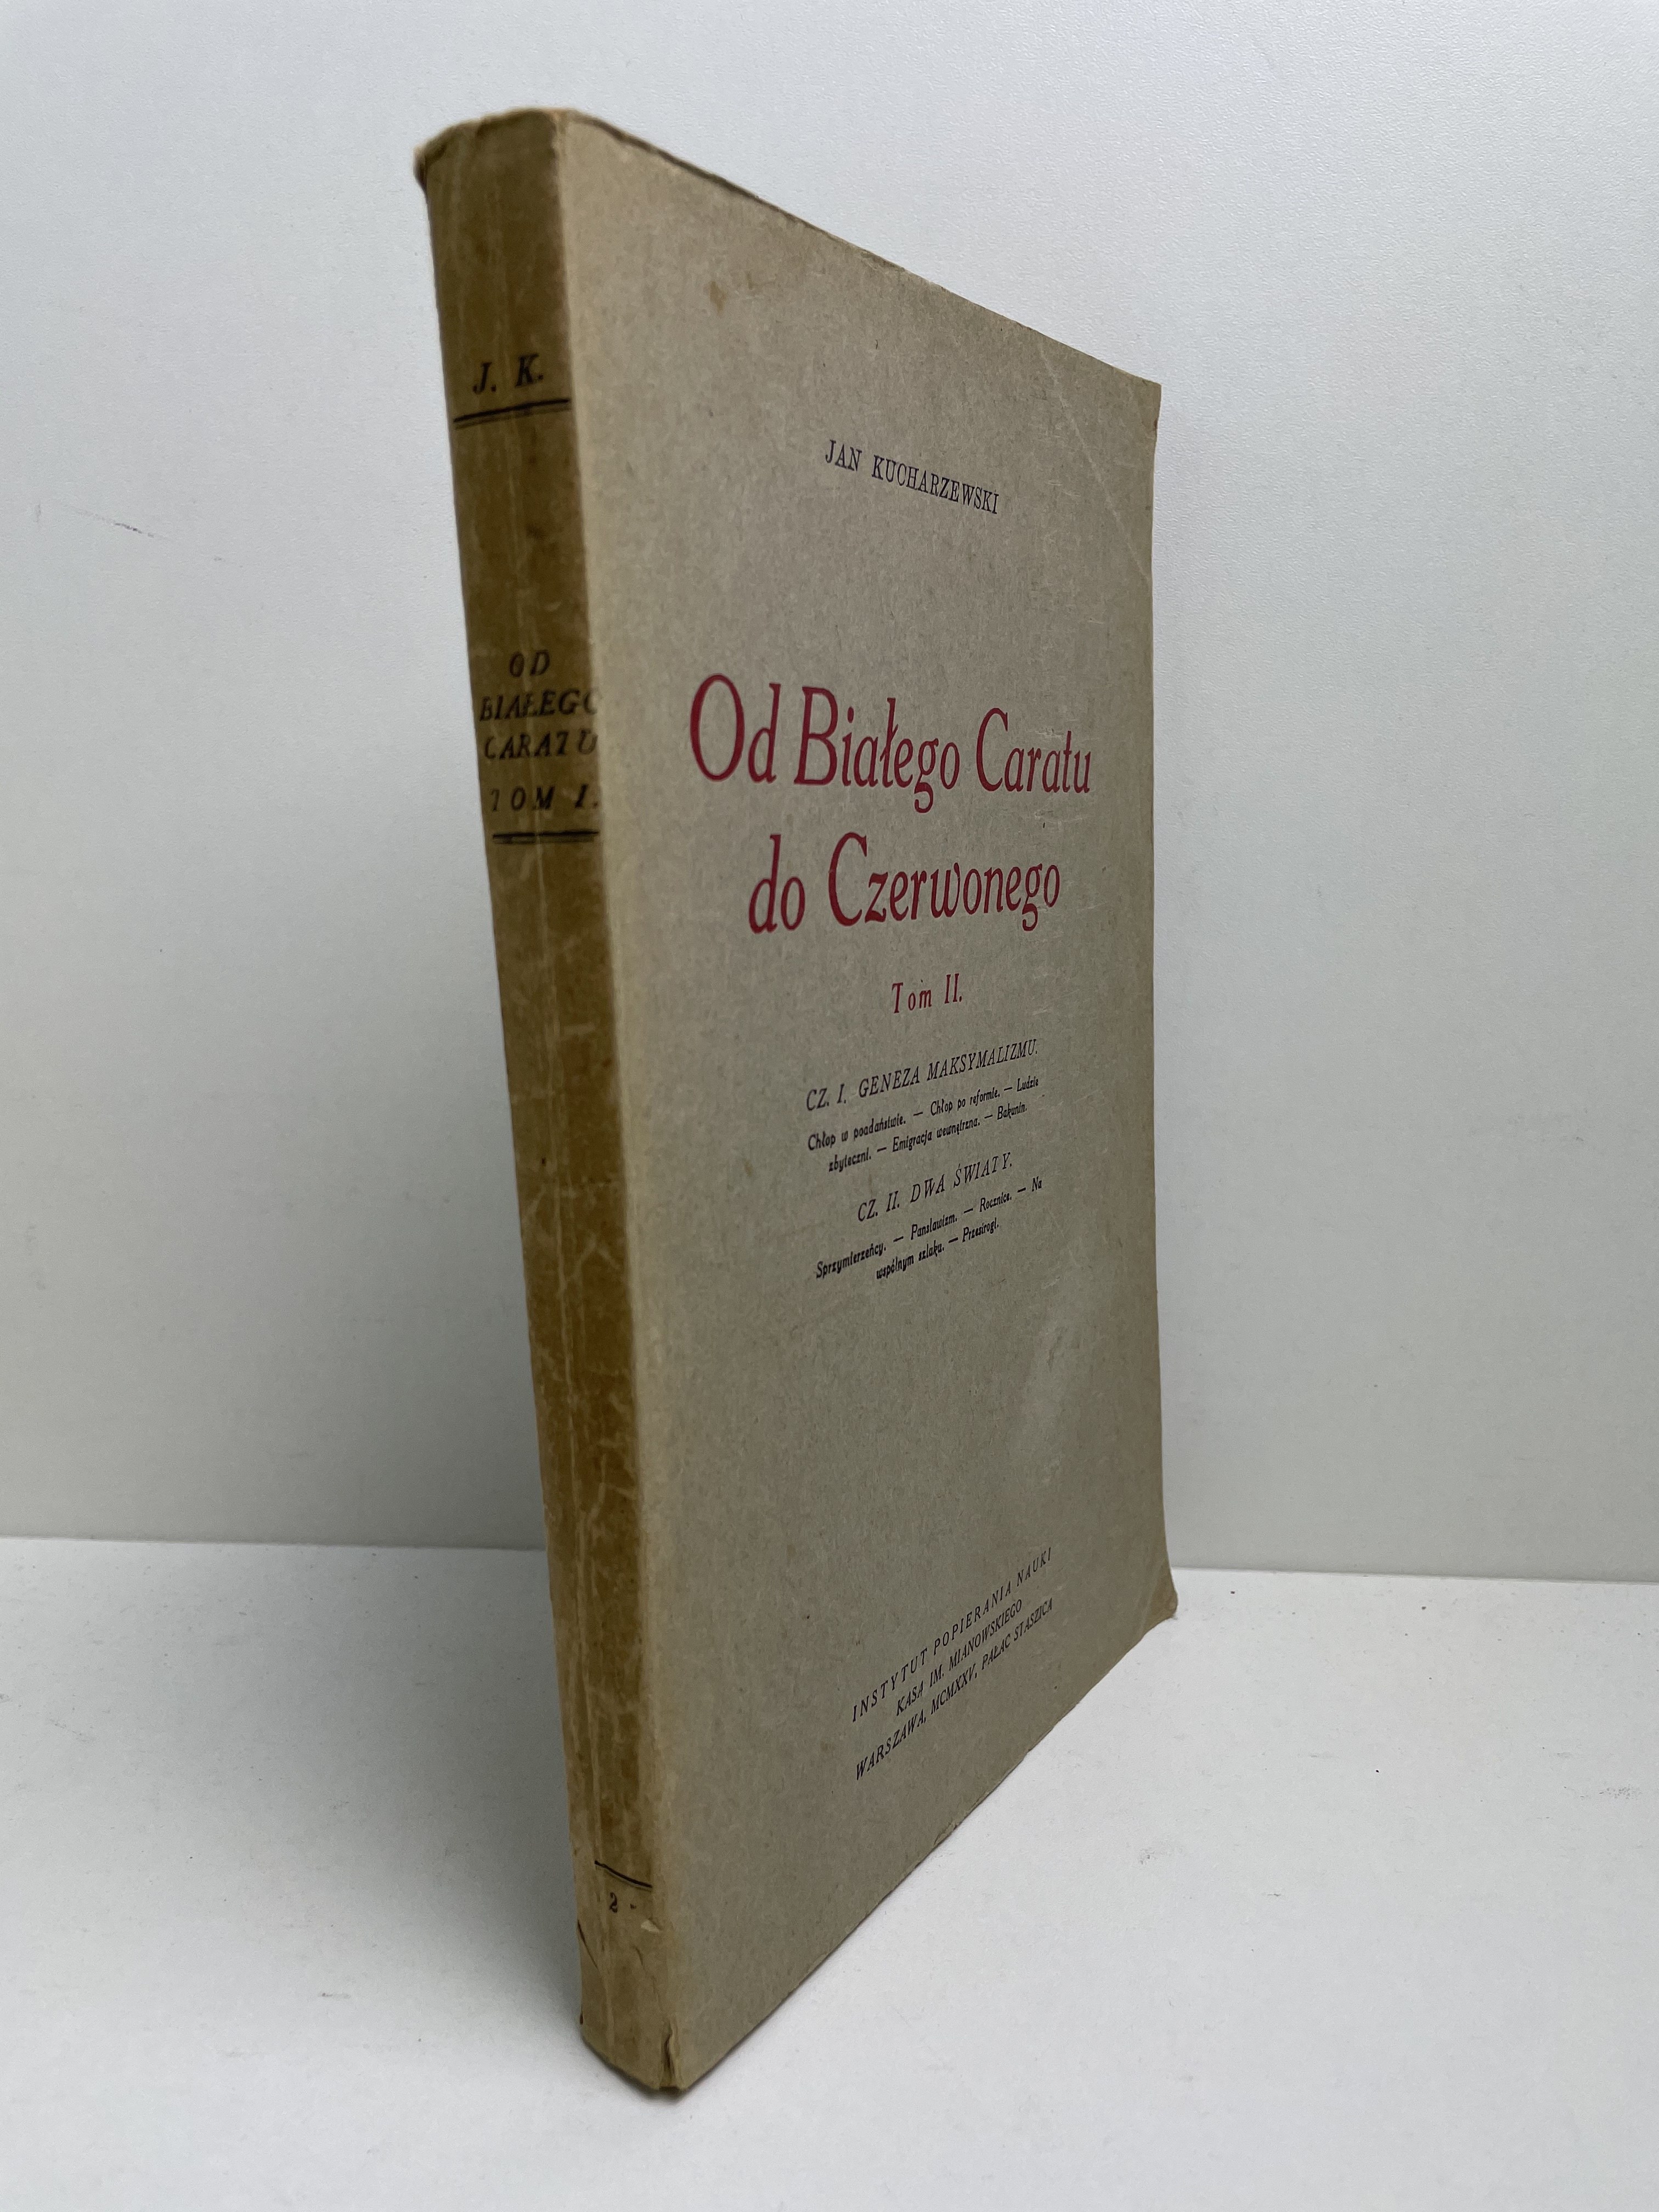 J. K.
OD
BIAŁEGO
CARATU
TOM I.
2
JAN KUCHARZEWSKI
Od Białego Caratu
do Czerwonego
Tom II.
CZ. I. GENEZA MAKSYMALIZMU.
Chłop w poddaństwie. — Chłop po reformie. — Ludzie
zbyteczni. — Emigracja wewnętrzna. — Bakunin.
CZ. II. DWA ŚWIATY.
Sprzymierzeńcy. — Panslawizm. — Rocznice. — Na
wspólnym szlaku. — Przestrogi.
INSTYTUT POPIERANIA NAUKI
KASA IM. MIANOWSKIEGO
WARSZAWA, MCMXXV, PAŁAC STASZICA